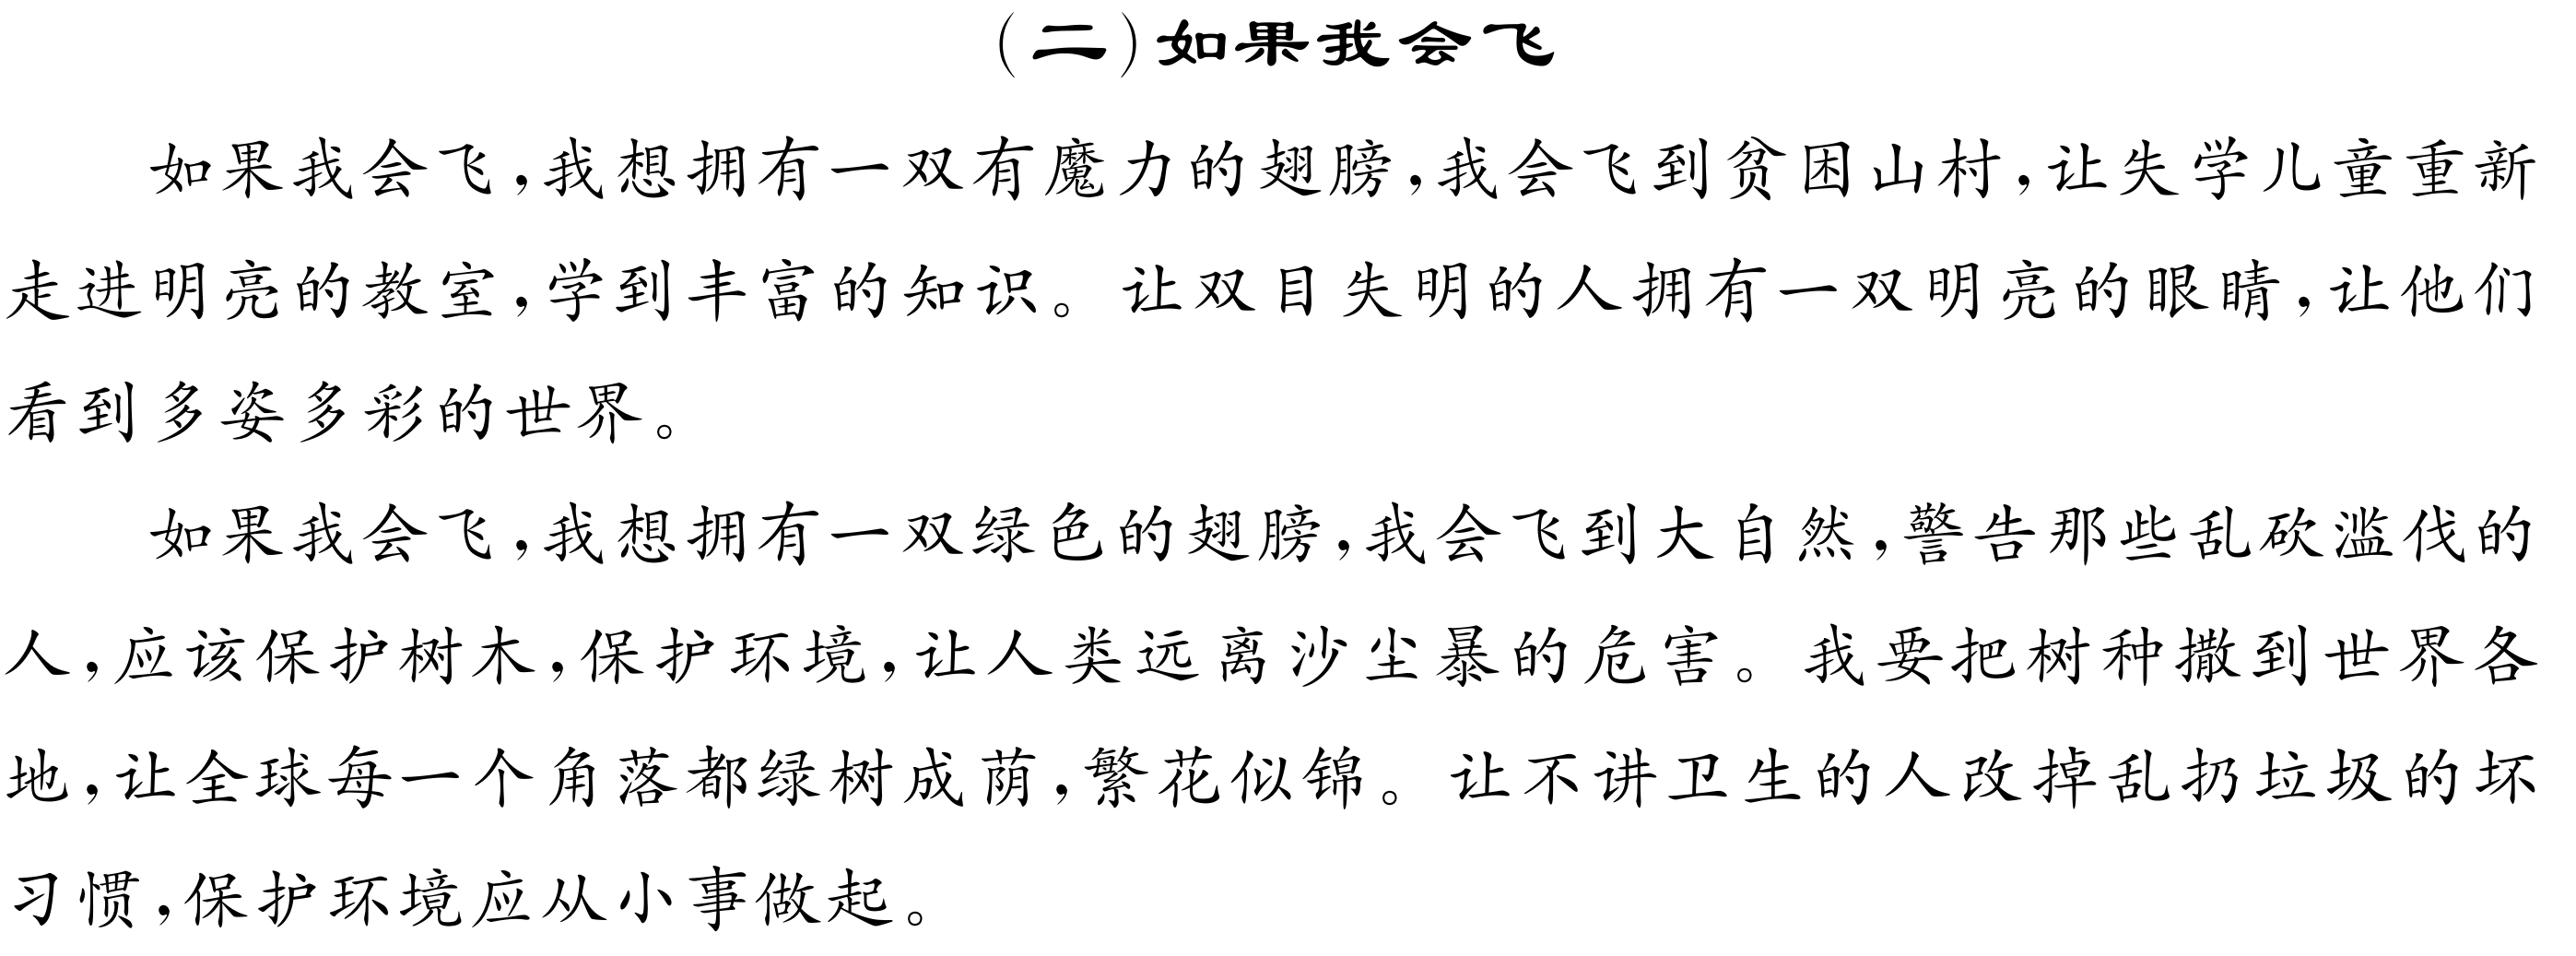 (二)如果我会飞
如果我会飞,我想拥有一双有魔力的翅膀,我会飞到贫困山村,让失学儿童重新
走进明亮的教室,学到丰富的知识。让双目失明的人拥有一双明亮的眼睛,让他们
看到多姿多彩的世界。
如果我会飞,我想拥有一双绿色的翅膀,我会飞到大自然,警告那些乱砍滥伐的
人,应该保护树木,保护环境,让人类远离沙尘暴的危害。我要把树种撒到世界各
地,让全球每一个角落都绿树成荫,繁花似锦。让不讲卫生的人改掉乱扔垃圾的坏
习惯,保护环境应从小事做起。